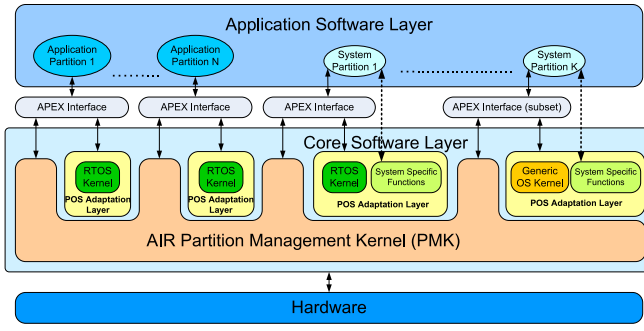 Application Software Layer
Application
Partition 1
Application
Partition N
System
Partition 1
System
Partition K
APEX Interface
APEX Interface
APEX Interface
APEX Interface (subset)
Core Software Layer
RTOS
Kernel
POS Adaptation
Layer
RTOS
Kernel
POS Adaptation
Layer
RTOS
Kernel
System Specific
Functions
POS Adaptation Layer
Generic
OS Kernel
System Specific
Functions
POS Adaptation Layer
AIR Partition Management Kernel (PMK)
Hardware